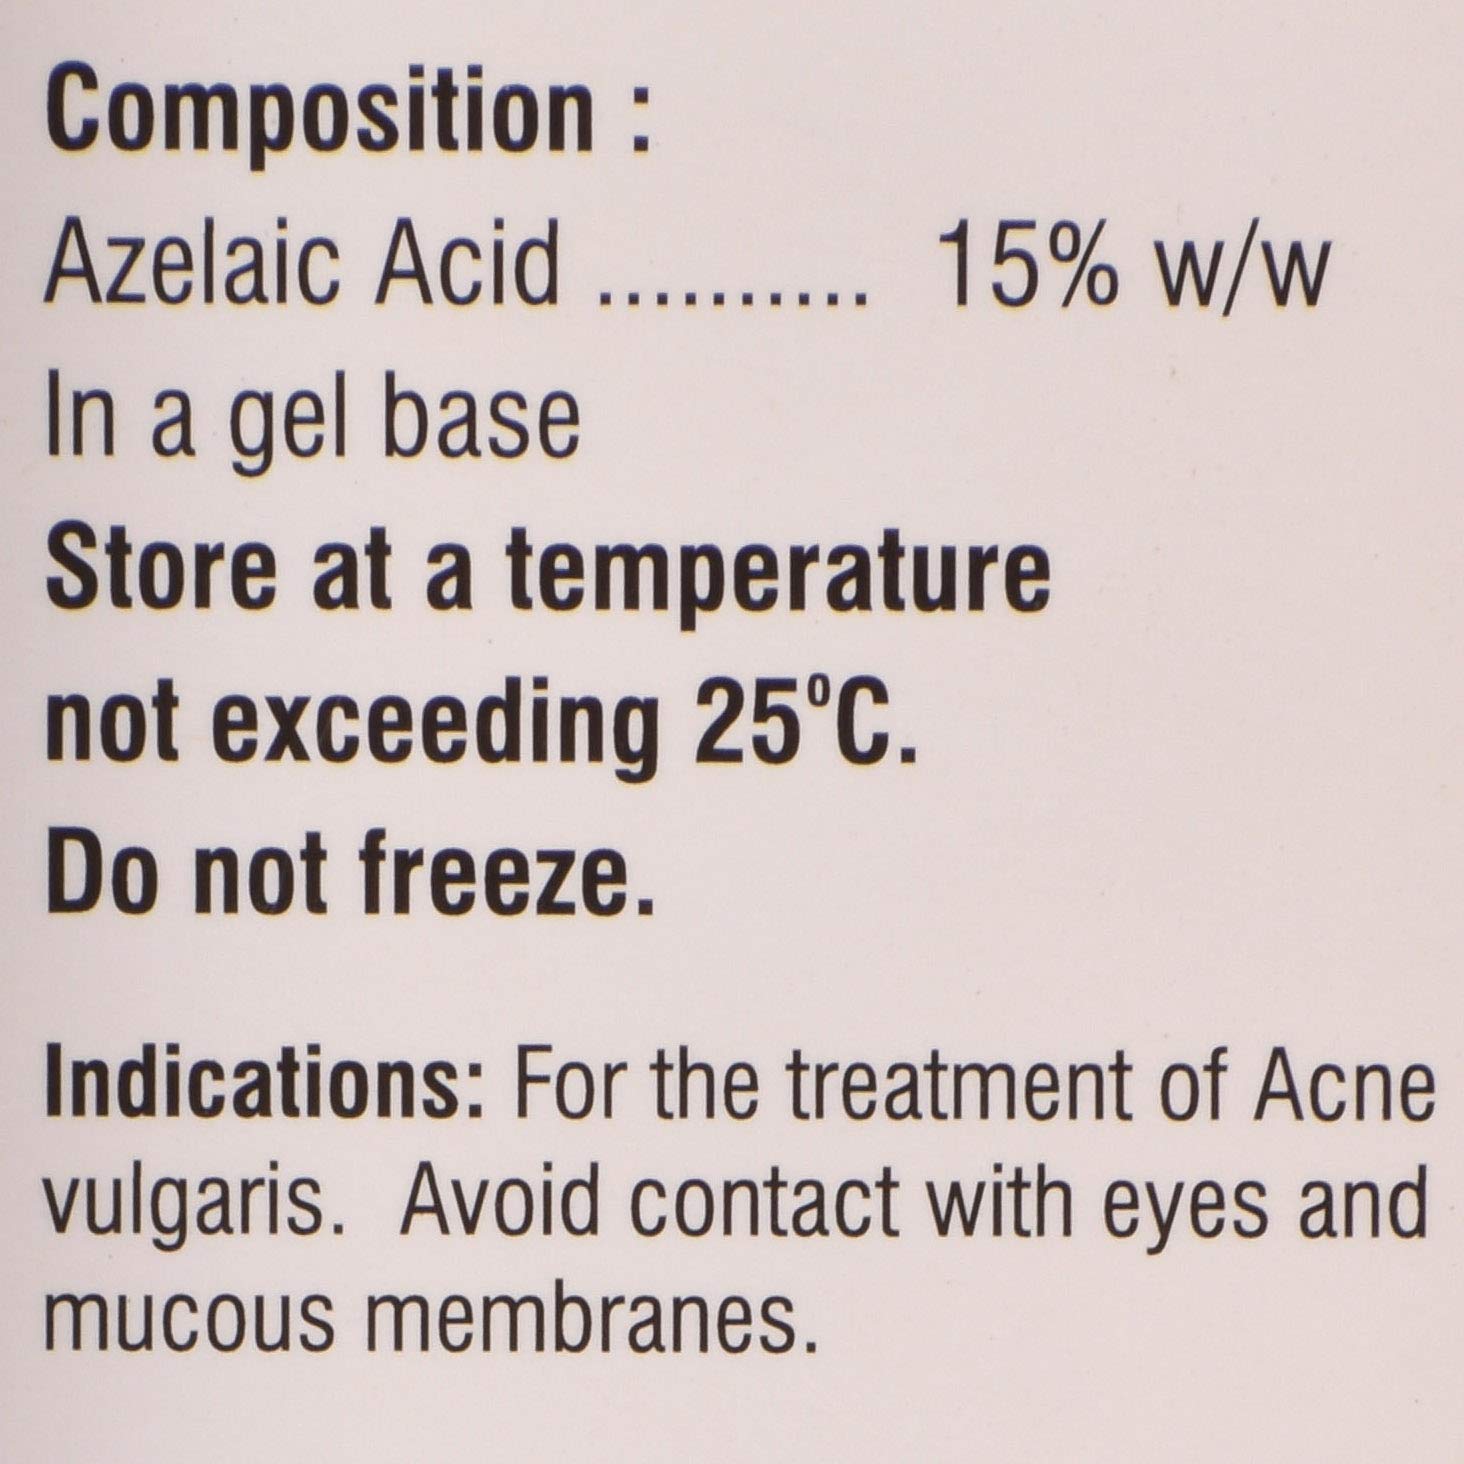 Composition :
Azelaic Acid .......... 15% w/w
In a gel base
Store at a temperature
not exceeding 25⁰C.
Do not freeze.
Indications: For the treatment of Acne
vulgaris. Avoid contact with eyes and
mucous membranes.